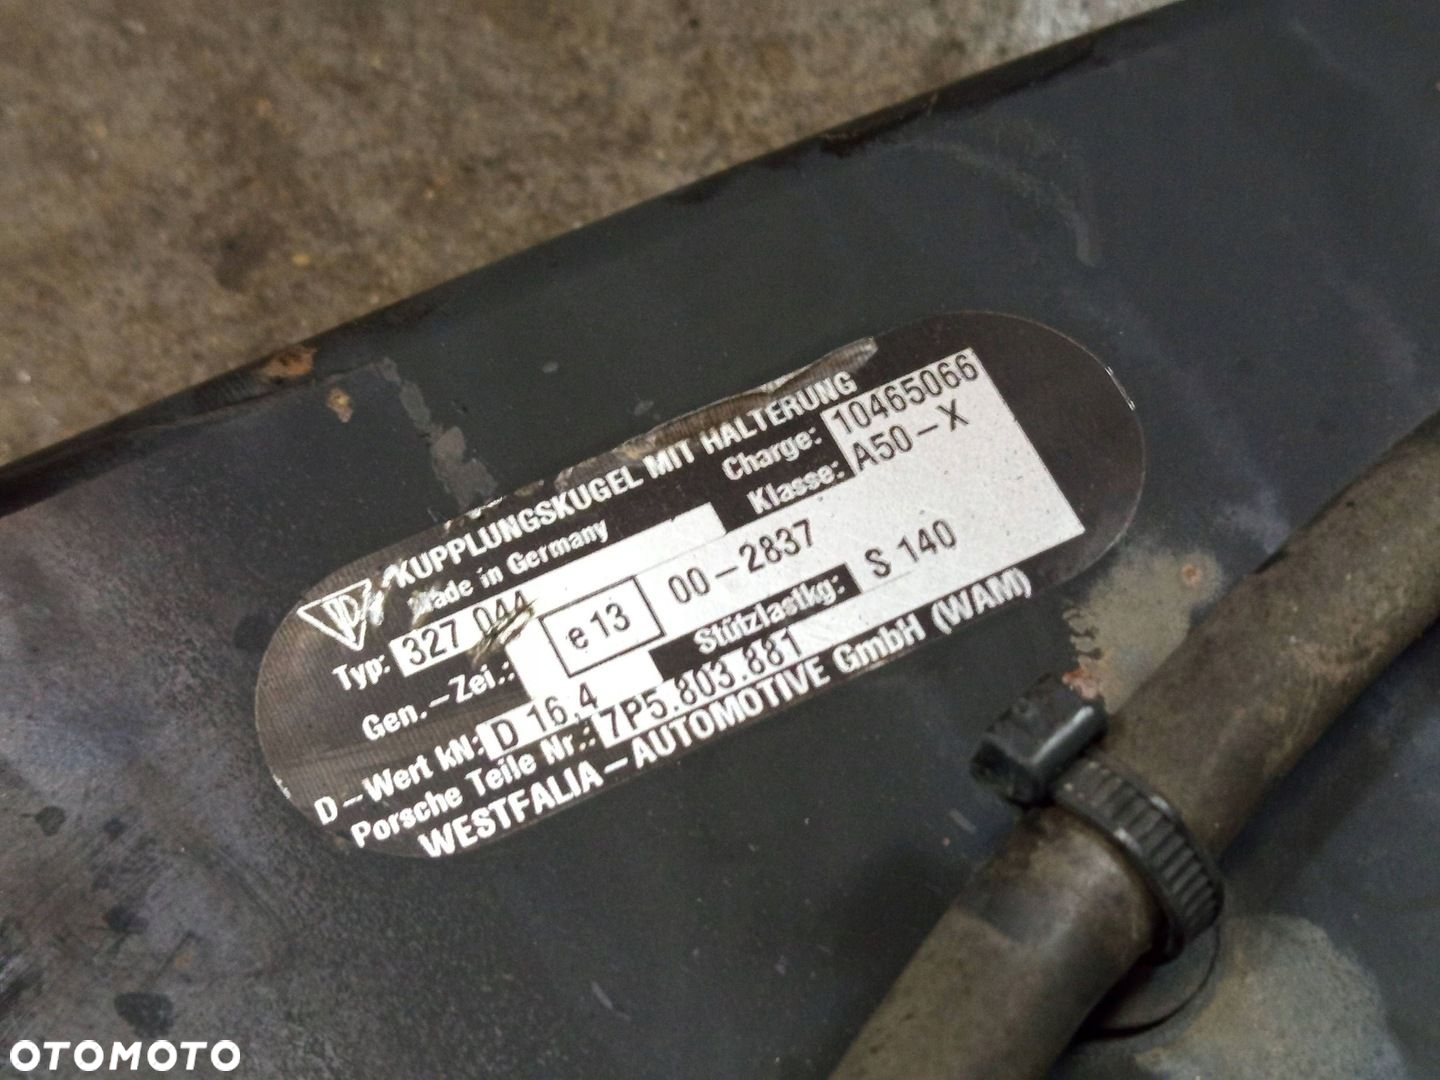 KUPPLUNGSKUGEL MIT HALTERUNG
Made in Germany
Charge: 10465066
Typ: 327 044
Klasse: A50-X
Gen.-Zei.: e 13 00-2837
D-Wert kN: D 16,4
Stützlastkg: S 140
Porsche Teile Nr.: 7P5.803.881
WESTFALIA-AUTOMOTIVE GmbH (WAM)
OTOMOTO